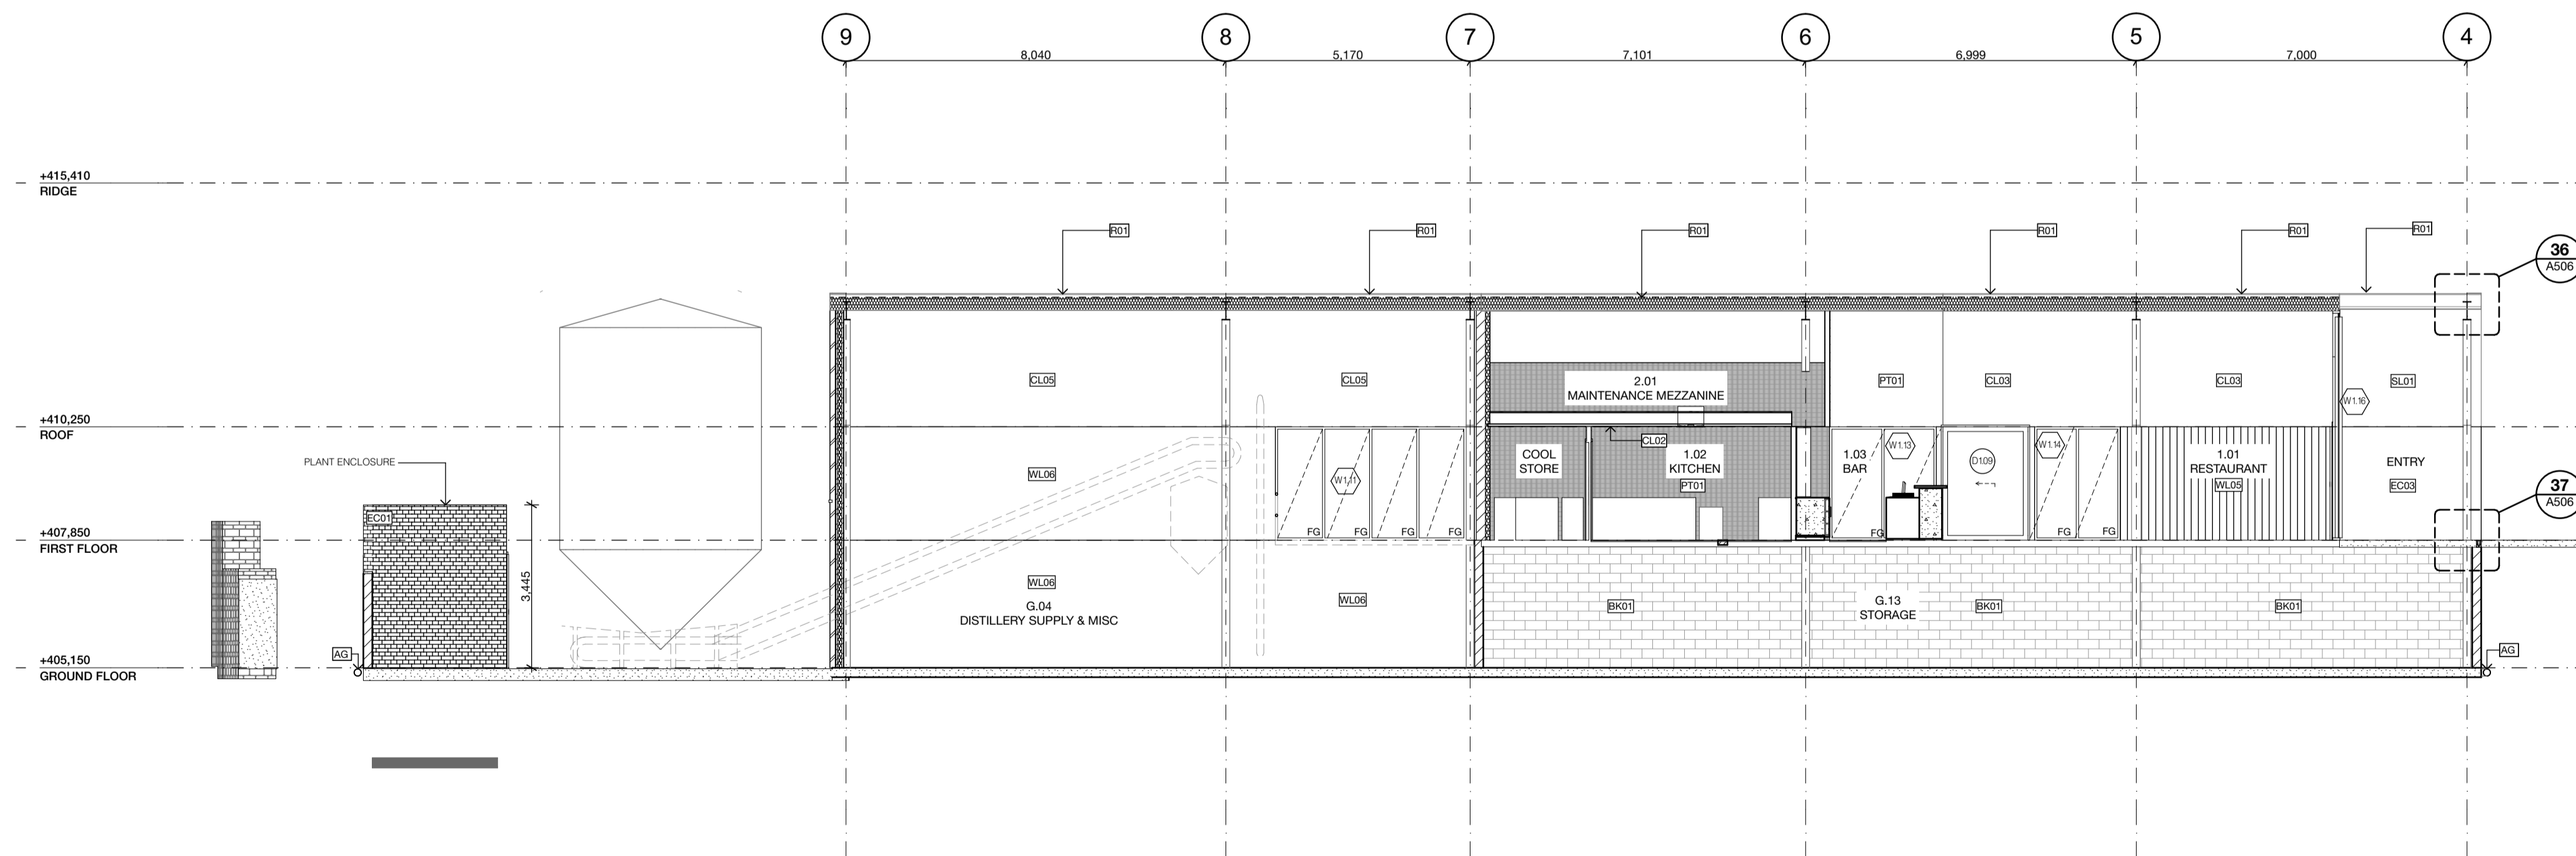 9
8
7
6
5
4
8,040
5,170
7,101
6,999
7,000
+415,410
RIDGE
R01
R01
R01
R01
R01
R01
36
A506
CL05
CL05
2.01
MAINTENANCE MEZZANINE
PT01
CL03
CL03
SL01
W1.16
+410,250
ROOF
CL02
PLANT ENCLOSURE
WL06
W1.11
COOL
STORE
1.02
KITCHEN
PT01
1.03
BAR
W1.13
D1.09
W1.14
1.01
RESTAURANT
WL05
ENTRY
EC03
37
A506
EC01
FG
FG
FG
FG
FG
FG
FG
+407,850
FIRST FLOOR
3,445
WL06
G.04
DISTILLERY SUPPLY & MISC
WL06
BK01
G.13
STORAGE
BK01
BK01
+405,150
GROUND FLOOR
AG
AG